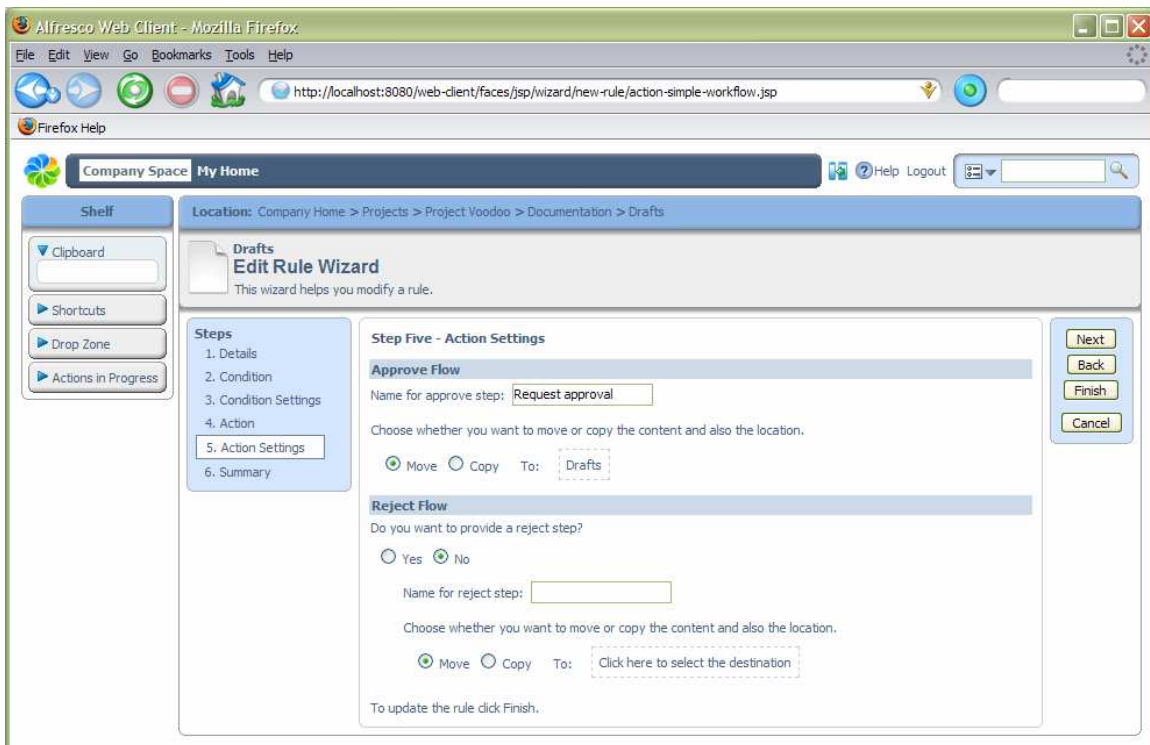 Alfresco Web Client - Mozilla Firefox
File Edit View Go Bookmarks Tools Help
http://localhost:8080/web-client/faces/jsp/wizard/new-rule/action-simple-workflow.jsp
Firefox Help
Company Space My Home
Help Logout
Shelf
Location: Company Home > Projects > Project Voodoo > Documentation > Drafts
Clipboard
Shortcuts
Drop Zone
Actions in Progress
Drafts
Edit Rule Wizard
This wizard helps you modify a rule.
Steps
1. Details
2. Condition
3. Condition Settings
4. Action
5. Action Settings
6. Summary
Step Five - Action Settings
Approve Flow
Name for approve step: Request approval
Choose whether you want to move or copy the content and also the location.
Move Copy To: Drafts
Reject Flow
Do you want to provide a reject step?
Yes No
Name for reject step:
Choose whether you want to move or copy the content and also the location.
Move Copy To: Click here to select the destination
To update the rule click Finish.
Next
Back
Finish
Cancel